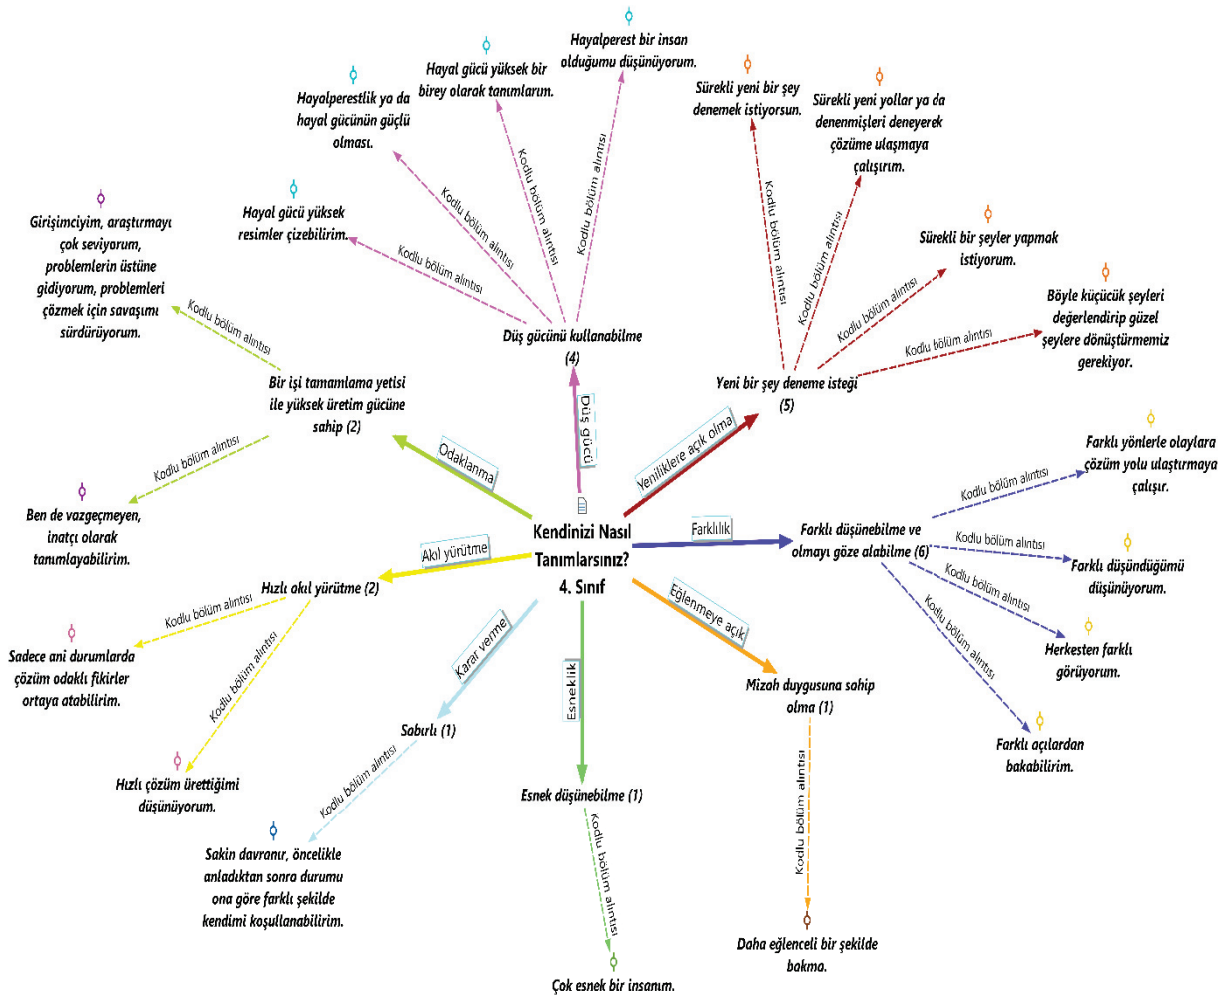 Hayalperest bir insan
olduğumu düşünüyorum.
Hayal gücü yüksek bir
birey olarak tanımlarım.
Hayalperestlik ya da
hayal gücünün güçlü
olması.
Hayal gücü yüksek
resimler çizebilirim.
Sürekli yeni bir şey
denemek istiyorsun.
Sürekli yeni yollar ya da
denenmişleri deneyerek
çözüme ulaşmaya
çalışırım.
Sürekli bir şeyler yapmak
istiyorum.
Böyle küçücük şeyleri
değerlendirip güzel
şeylere dönüştürmemiz
gerekiyor.
Girişimciyim, araştırmayı
çok seviyorum,
problemlerin üstüne
gidiyorum, problemleri
çözmek için savaşımı
sürdürüyorum.
Kodlu bölüm alıntısı
Kodlu bölüm alıntısı
Kodlu bölüm alıntısı
Kodlu bölüm alıntısı
Kodlu bölüm alıntısı
Kodlu bölüm alıntısı
Kodlu bölüm alıntısı
Kodlu bölüm alıntısı
Kodlu bölüm alıntısı
Düş gücünü kullanabilme
(4)
Yeni bir şey deneme isteği
(5)
Bir işi tamamlama yetisi
ile yüksek üretim gücüne
sahip (2)
Düş gücü
Yeniliklere açık olma
Odaklanma
Kodlu bölüm alıntısı
Ben de vazgeçmeyen,
inatçı olarak
tanımlayabilirim.
Kendinizi Nasıl
Tanımlarsınız?
4. Sınıf
Farklılık
Farklı düşünebilme ve
olmayı göze alabilme (6)
Kodlu bölüm alıntısı
Farklı yönlerle olaylara
çözüm yolu ulaştırmaya
çalışır.
Kodlu bölüm alıntısı
Farklı düşündüğümü
düşünüyorum.
Kodlu bölüm alıntısı
Herkesten farklı
görüyorum.
Kodlu bölüm alıntısı
Farklı açılardan
bakabilirim.
Akıl yürütme
Hızlı akıl yürütme (2)
Kodlu bölüm alıntısı
Sadece ani durumlarda
çözüm odaklı fikirler
ortaya atabilirim.
Kodlu bölüm alıntısı
Hızlı çözüm ürettiğimi
düşünüyorum.
Karar verme
Sabırlı (1)
Kodlu bölüm alıntısı
Sakin davranır, öncelikle
anladıktan sonra durumu
ona göre farklı şekilde
kendimi koşullanabilirim.
Esneklik
Esnek düşünebilme (1)
Kodlu bölüm alıntısı
Çok esnek bir insanım.
Eğlenmeye açık
Mizah duygusuna sahip
olma (1)
Kodlu bölüm alıntısı
Daha eğlenceli bir şekilde
bakma.